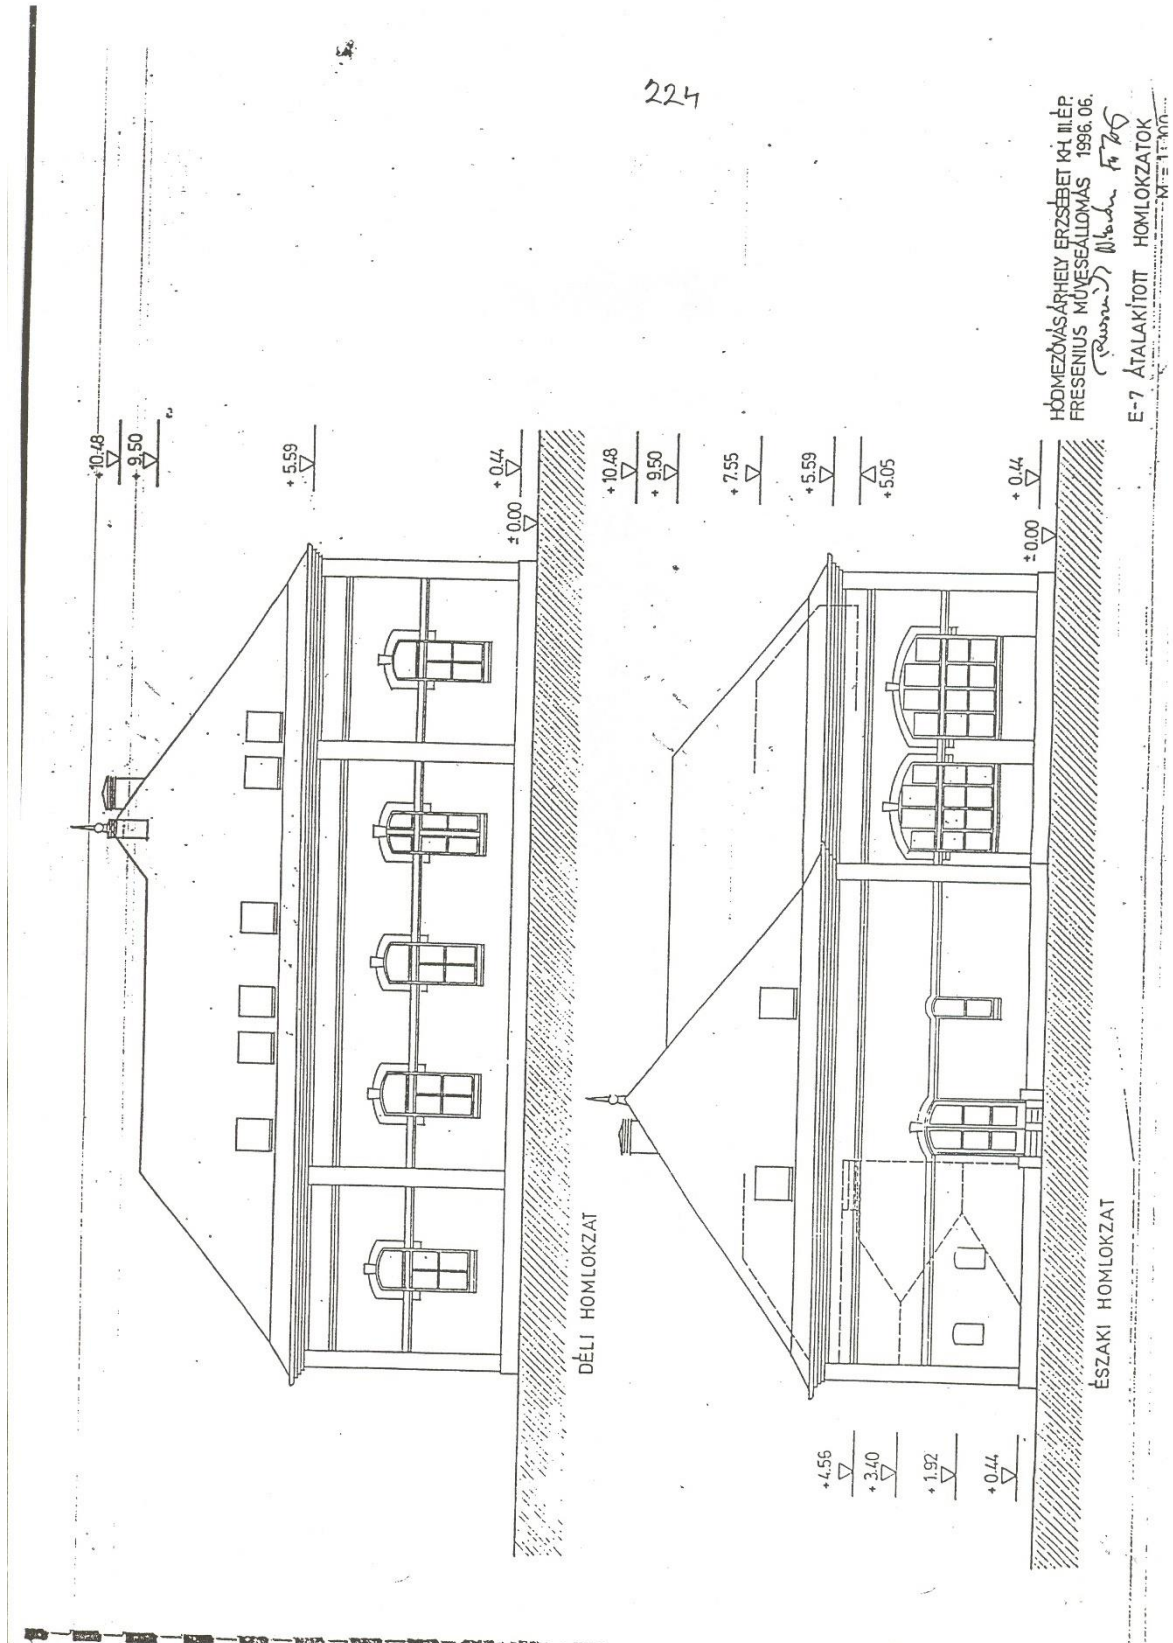 224
+10.48
+9.50
+5.59
+0.44
±0.00
DÉLI HOMLOKZAT
+10.48
+9.50
+7.55
+5.59
+5.05
+0.44
±0.00
+4.56
+3.40
+1.92
+0.44
ÉSZAKI HOMLOKZAT
HÓDMEZŐVÁSÁRHELY ERZSÉBET KH. III.ÉP.
FRESENIUS MŰVESEÁLLOMÁS 1996.06.
E-7 ÁTALAKÍTOTT HOMLOKZATOK
M=1:100